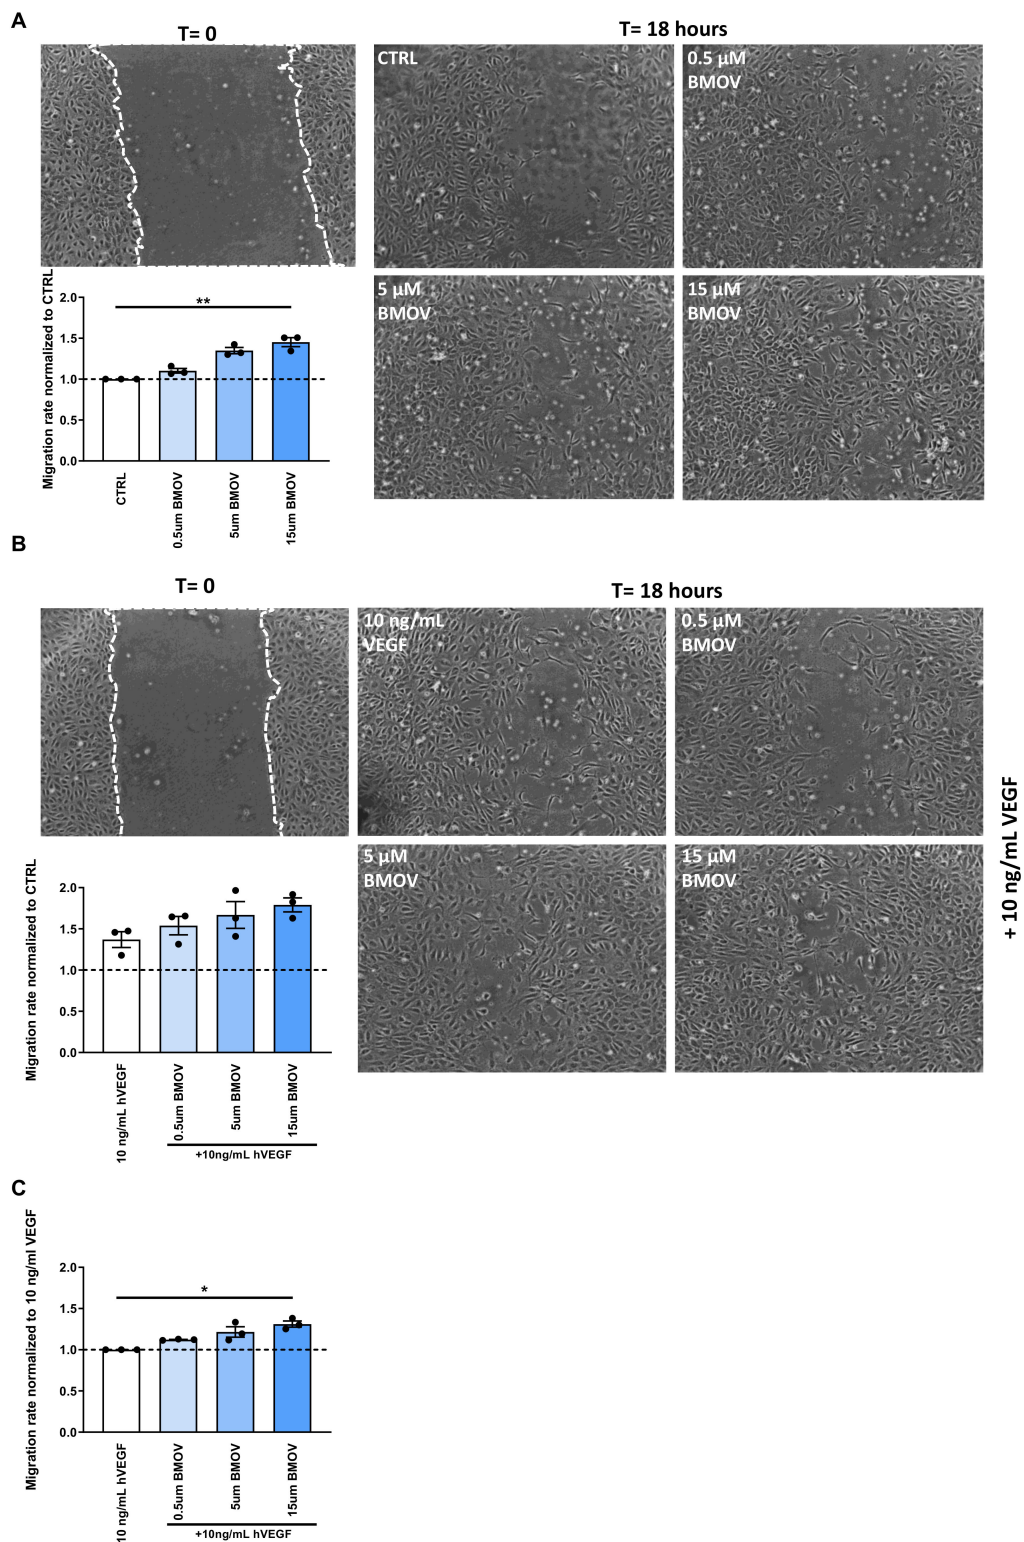 A
T= 0
T= 18 hours
CTRL
0.5 µM
BMOV
5 µM
BMOV
15 µM
BMOV
Migration rate normalized to CTRL
2.0
1.5
1.0
0.5
0.0
**
CTRL
0.5um BMOV
5um BMOV
15um BMOV
B
T= 0
T= 18 hours
10 ng/mL
VEGF
0.5 µM
BMOV
5 µM
BMOV
15 µM
BMOV
+ 10 ng/mL VEGF
Migration rate normalized to CTRL
2.0
1.5
1.0
0.5
0.0
10 ng/mL hVEGF
0.5um BMOV
5um BMOV
15um BMOV
+10ng/mL hVEGF
C
Migration rate normalized to 10 ng/ml VEGF
2.0
1.5
1.0
0.5
0.0
*
10 ng/mL hVEGF
0.5um BMOV
5um BMOV
15um BMOV
+10ng/mL hVEGF